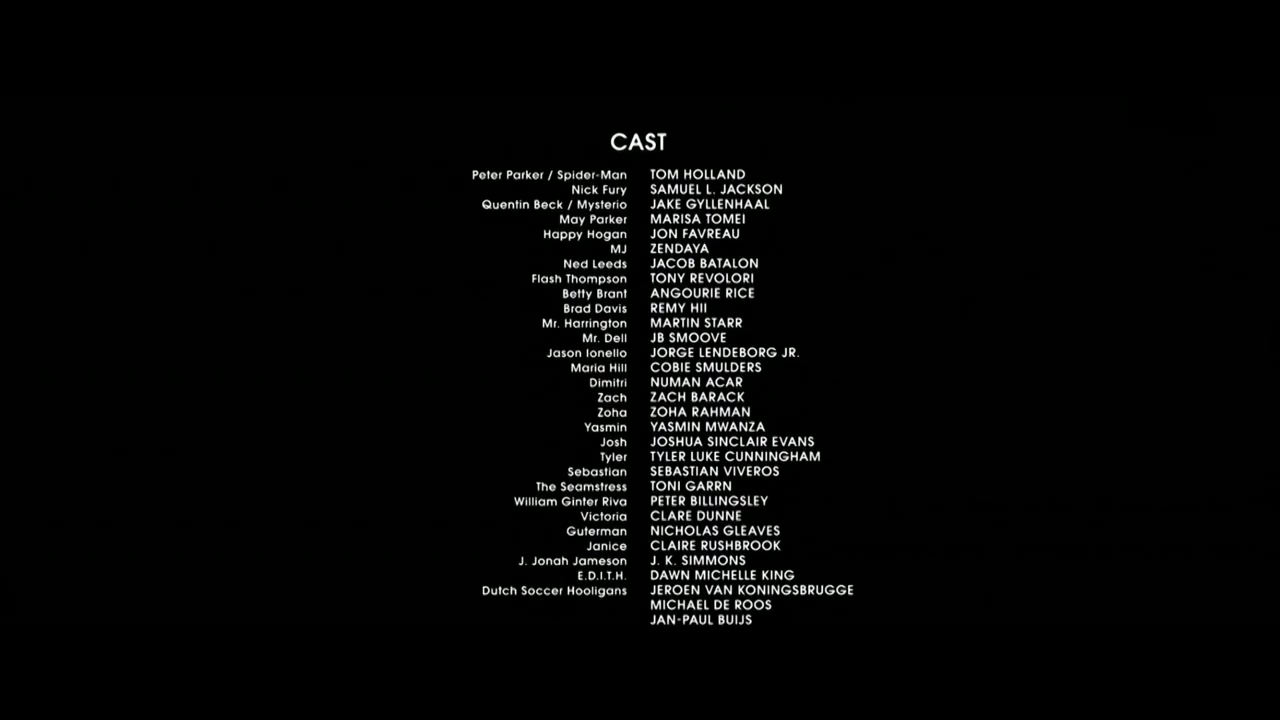 CAST
Peter Parker / Spider-Man TOM HOLLAND
Nick Fury SAMUEL L. JACKSON
Quentin Beck / Mysterio JAKE GYLLENHAAL
May Parker MARISA TOMEI
Happy Hogan JON FAVREAU
MJ ZENDAYA
Ned Leeds JACOB BATALON
Flash Thompson TONY REVOLORI
Betty Brant ANGOURIE RICE
Brad Davis REMY HII
Mr. Harrington MARTIN STARR
Mr. Dell JB SMOOVE
Jason Ionello JORGE LENDEBORG JR.
Maria Hill COBIE SMULDERS
Dimitri NUMAN ACAR
Zach ZACH BARACK
Zoha ZOHA RAHMAN
Yasmin YASMIN MWANZA
Josh JOSHUA SINCLAIR EVANS
Tyler TYLER LUKE CUNNINGHAM
Sebastian SEBASTIAN VIVEROS
The Seamstress TONI GARRN
William Ginter Riva PETER BILLINGSLEY
Victoria CLARE DUNNE
Guterman NICHOLAS GLEAVES
Janice CLAIRE RUSHBROOK
J. Jonah Jameson J. K. SIMMONS
E.D.I.T.H. DAWN MICHELLE KING
Dutch Soccer Hooligans JEROEN VAN KONINGSBRUGGE
MICHAEL DE ROOS
JAN-PAUL BUIJS